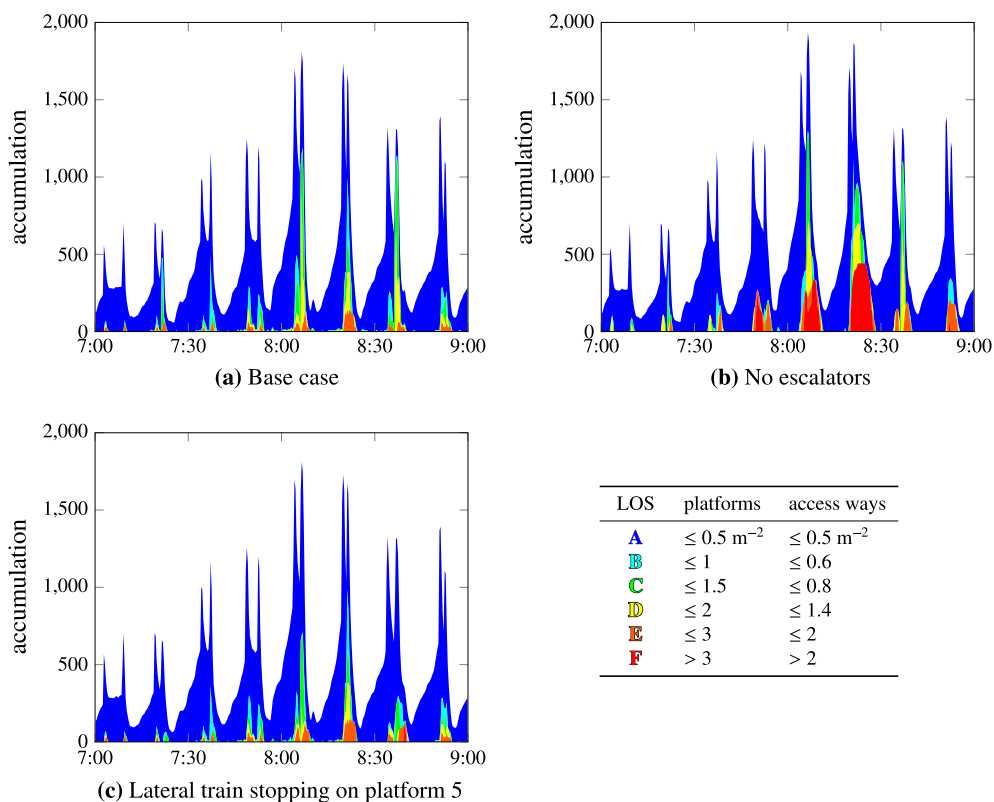 2,000
1,500
1,000
500
0
accumulation
7:00 7:30 8:00 8:30 9:00
(a) Base case
2,000
1,500
1,000
500
0
accumulation
7:00 7:30 8:00 8:30 9:00
(b) No escalators
2,000
1,500
1,000
500
0
accumulation
7:00 7:30 8:00 8:30 9:00
(c) Lateral train stopping on platform 5
LOS platforms access ways
A ≤ 0.5 m⁻² ≤ 0.5 m⁻²
B ≤ 1 ≤ 0.6
C ≤ 1.5 ≤ 0.8
D ≤ 2 ≤ 1.4
E ≤ 3 ≤ 2
F > 3 > 2